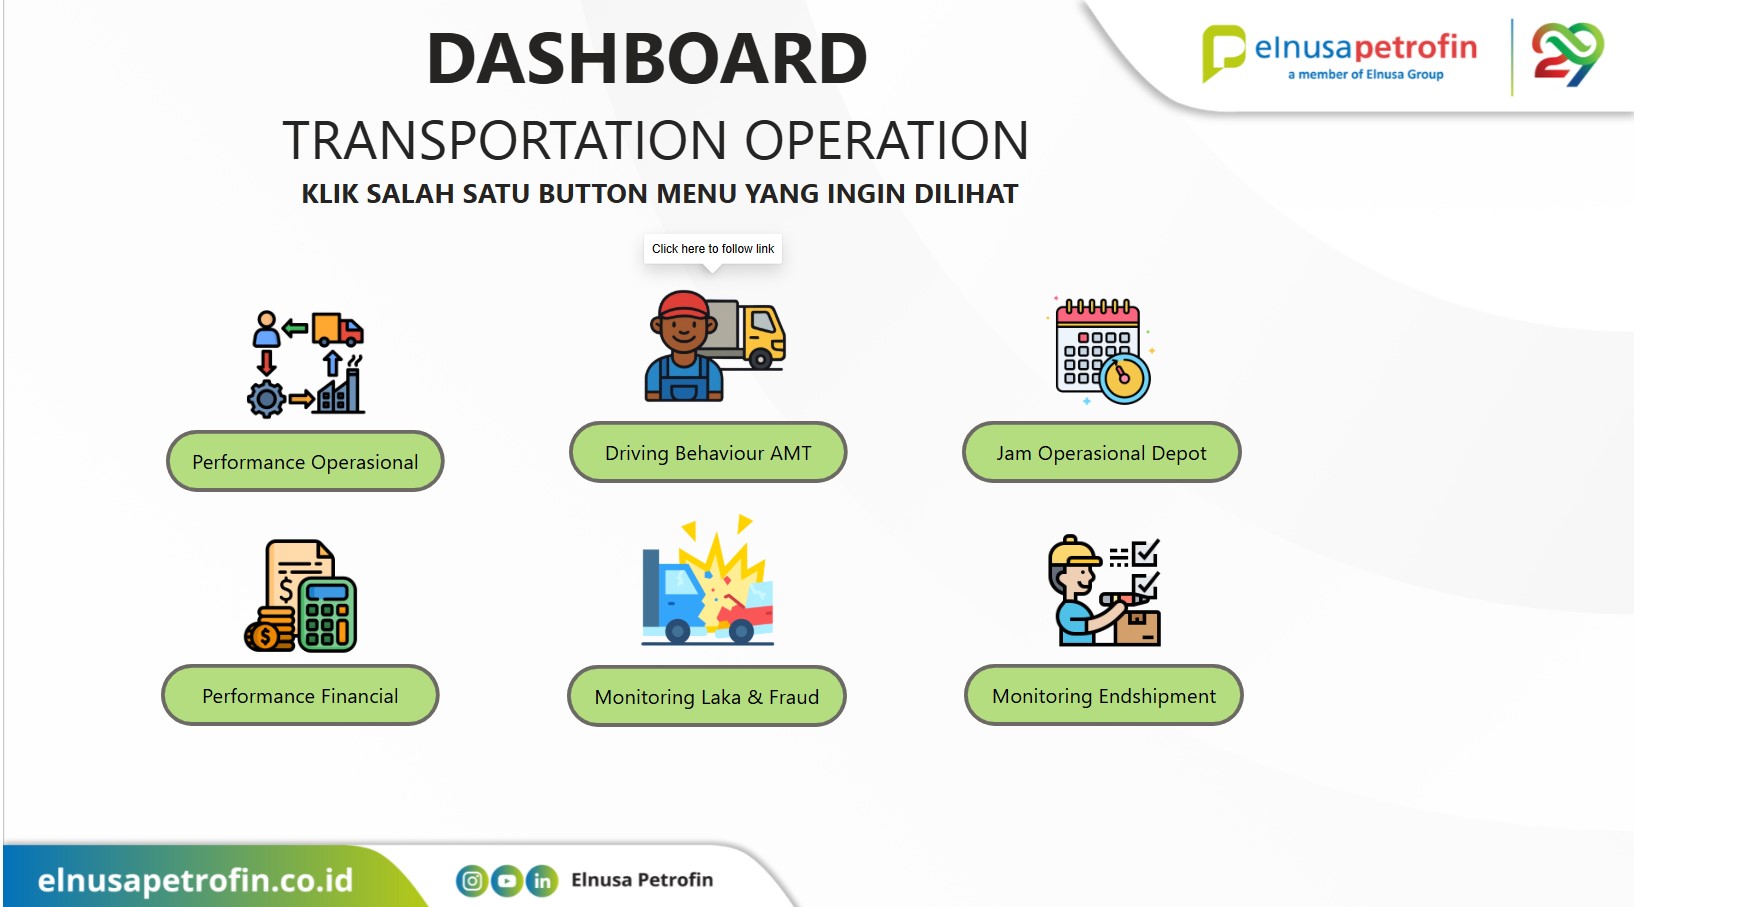 DASHBOARD
elnusapetrofin
a member of Elnusa Group
29
TRANSPORTATION OPERATION
KLIK SALAH SATU BUTTON MENU YANG INGIN DILIHAT
Click here to follow link
Performance Operasional
Driving Behaviour AMT
Jam Operasional Depot
$
$
Performance Financial
Monitoring Laka & Fraud
Monitoring Endshipment
elnusapetrofin.co.id
in
Elnusa Petrofin